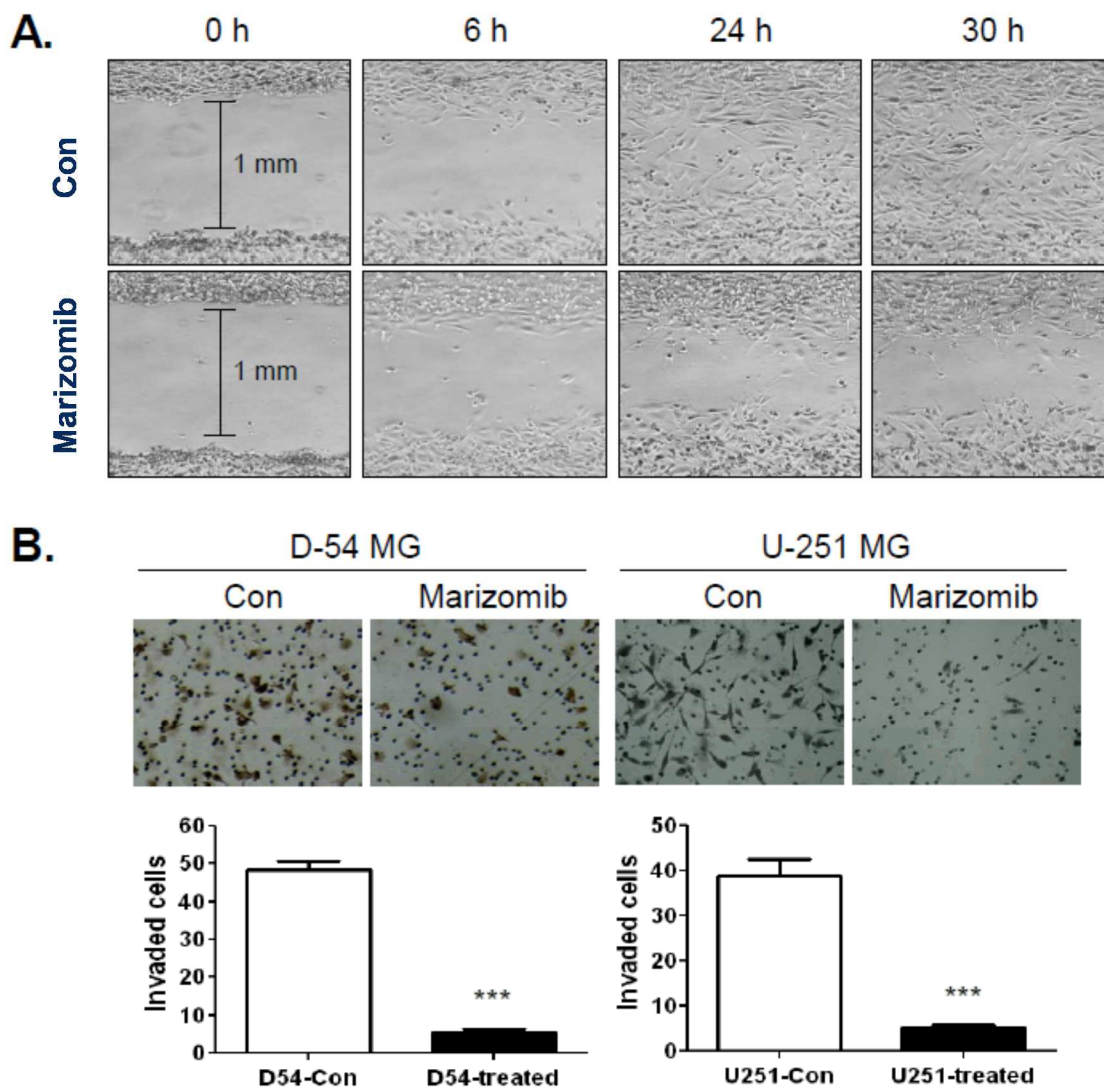 A.
0 h 6 h 24 h 30 h
Con
1 mm
Marizomib
1 mm
B.
D-54 MG U-251 MG
Con Marizomib Con Marizomib
Invaded cells
60
50
40
30
20
10
0
***
D54-Con D54-treated
Invaded cells
50
40
30
20
10
0
***
U251-Con U251-treated